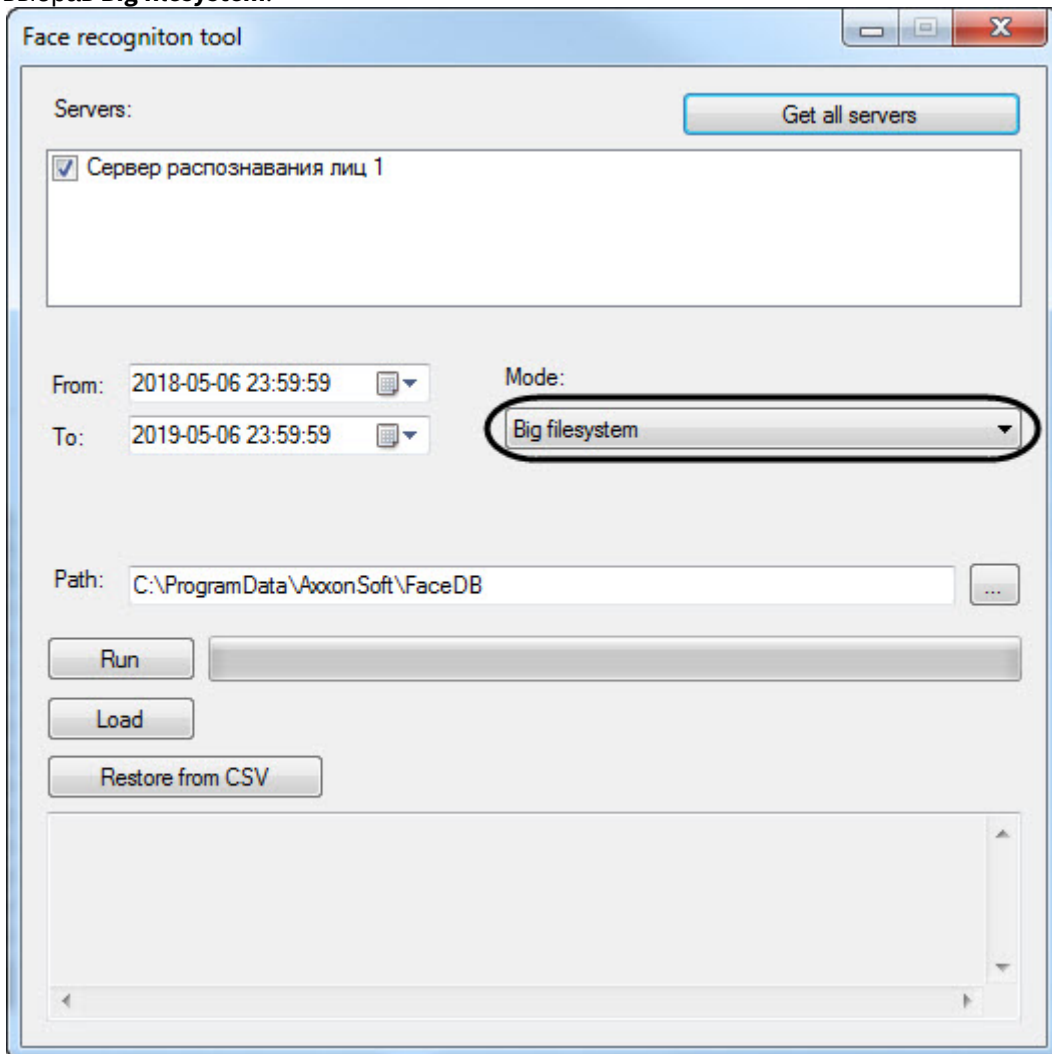 Face recogniton tool
Servers:
Get all servers
Сервер распознавания лиц 1
From: 2018-05-06 23:59:59
Mode:
To: 2019-05-06 23:59:59
Big filesystem
Path: C:\ProgramData\AxxonSoft\FaceDB
...
Run
Load
Restore from CSV